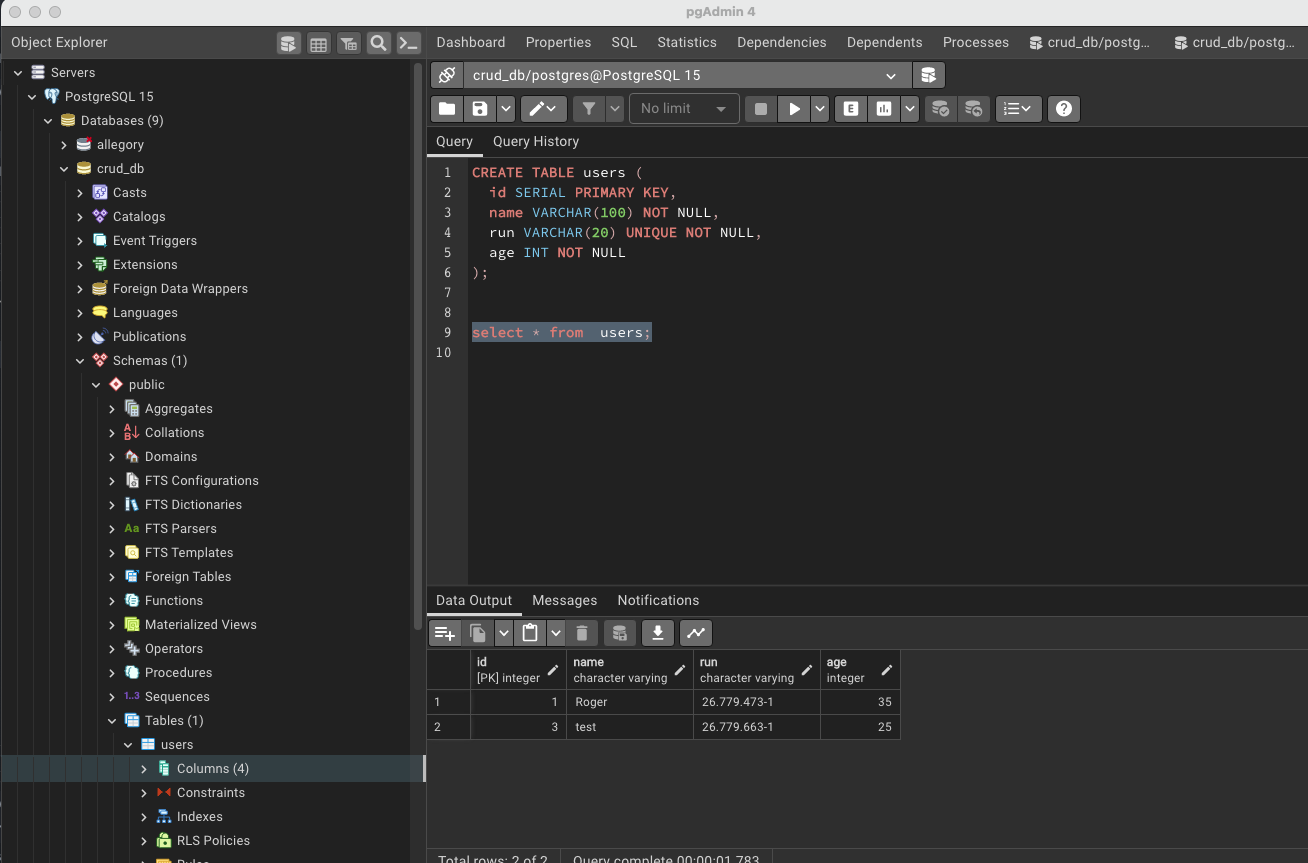 pgAdmin 4
Object Explorer
Dashboard Properties SQL Statistics Dependencies Dependents Processes crud_db/postg... crud_db/postg...
Servers
PostgreSQL 15
Databases (9)
allegory
crud_db
Casts
Catalogs
Event Triggers
Extensions
Foreign Data Wrappers
Languages
Publications
Schemas (1)
public
Aggregates
Collations
Domains
FTS Configurations
FTS Dictionaries
Aa FTS Parsers
FTS Templates
Foreign Tables
Functions
Materialized Views
Operators
Procedures
1..3 Sequences
Tables (1)
users
Columns (4)
Constraints
Indexes
RLS Policies
Rules
crud_db/postgres@PostgreSQL 15
No limit
E
Query Query History
1 CREATE TABLE users (
2 id SERIAL PRIMARY KEY,
3 name VARCHAR(100) NOT NULL,
4 run VARCHAR(20) UNIQUE NOT NULL,
5 age INT NOT NULL
6 );
7
8
9 select * from  users;
10
Data Output Messages Notifications
id name run age
[PK] integer character varying character varying integer
1 1 Roger 26.779.473-1 35
2 3 test 26.779.663-1 25
Total rows: 2 of 2 Query complete 00:00:01.783